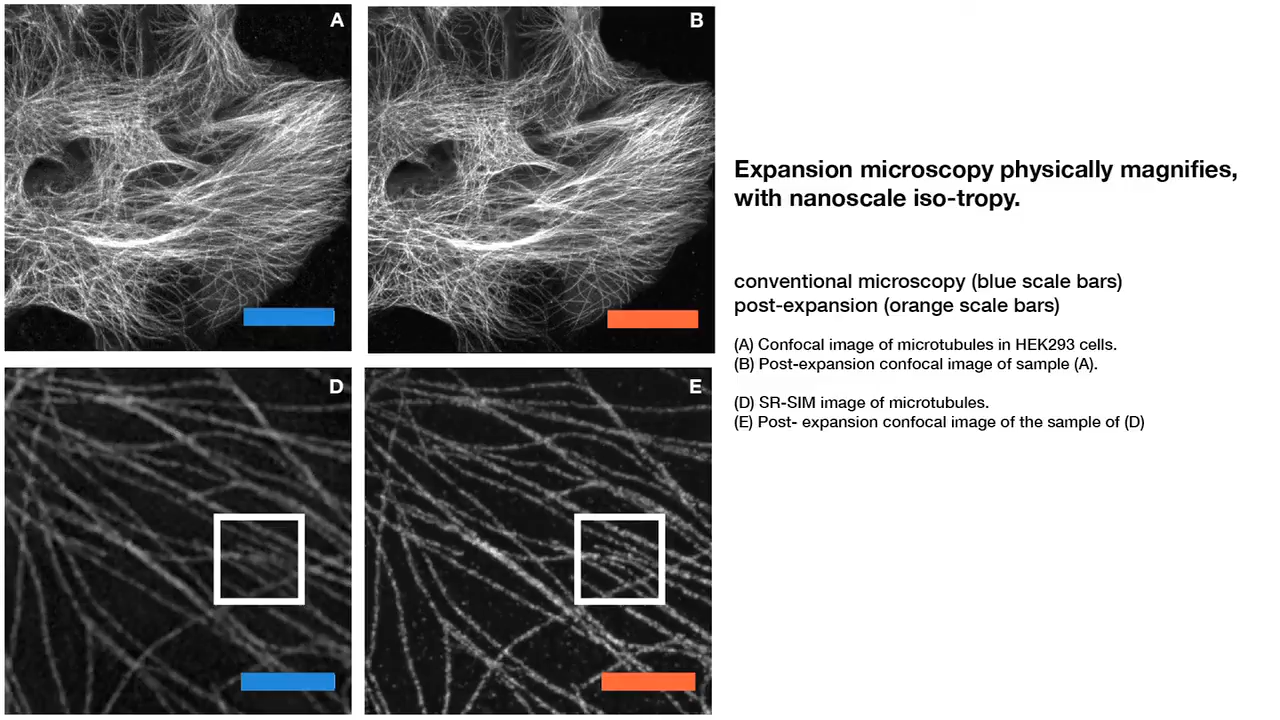 A
B
D
E
Expansion microscopy physically magnifies,
with nanoscale iso-tropy.
conventional microscopy (blue scale bars)
post-expansion (orange scale bars)
(A) Confocal image of microtubules in HEK293 cells.
(B) Post-expansion confocal image of sample (A).
(D) SR-SIM image of microtubules.
(E) Post- expansion confocal image of the sample of (D)